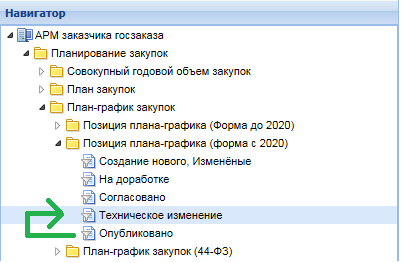 Навигатор
АРМ заказчика госзаказа
Планирование закупок
Совокупный годовой объем закупок
План закупок
План-график закупок
Позиция плана-графика (Форма до 2020)
Позиция плана-графика (форма с 2020)
Создание нового, Изменёные
На доработке
Согласовано
Техническое изменение
Опубликовано
План-график закупок (44-ФЗ)